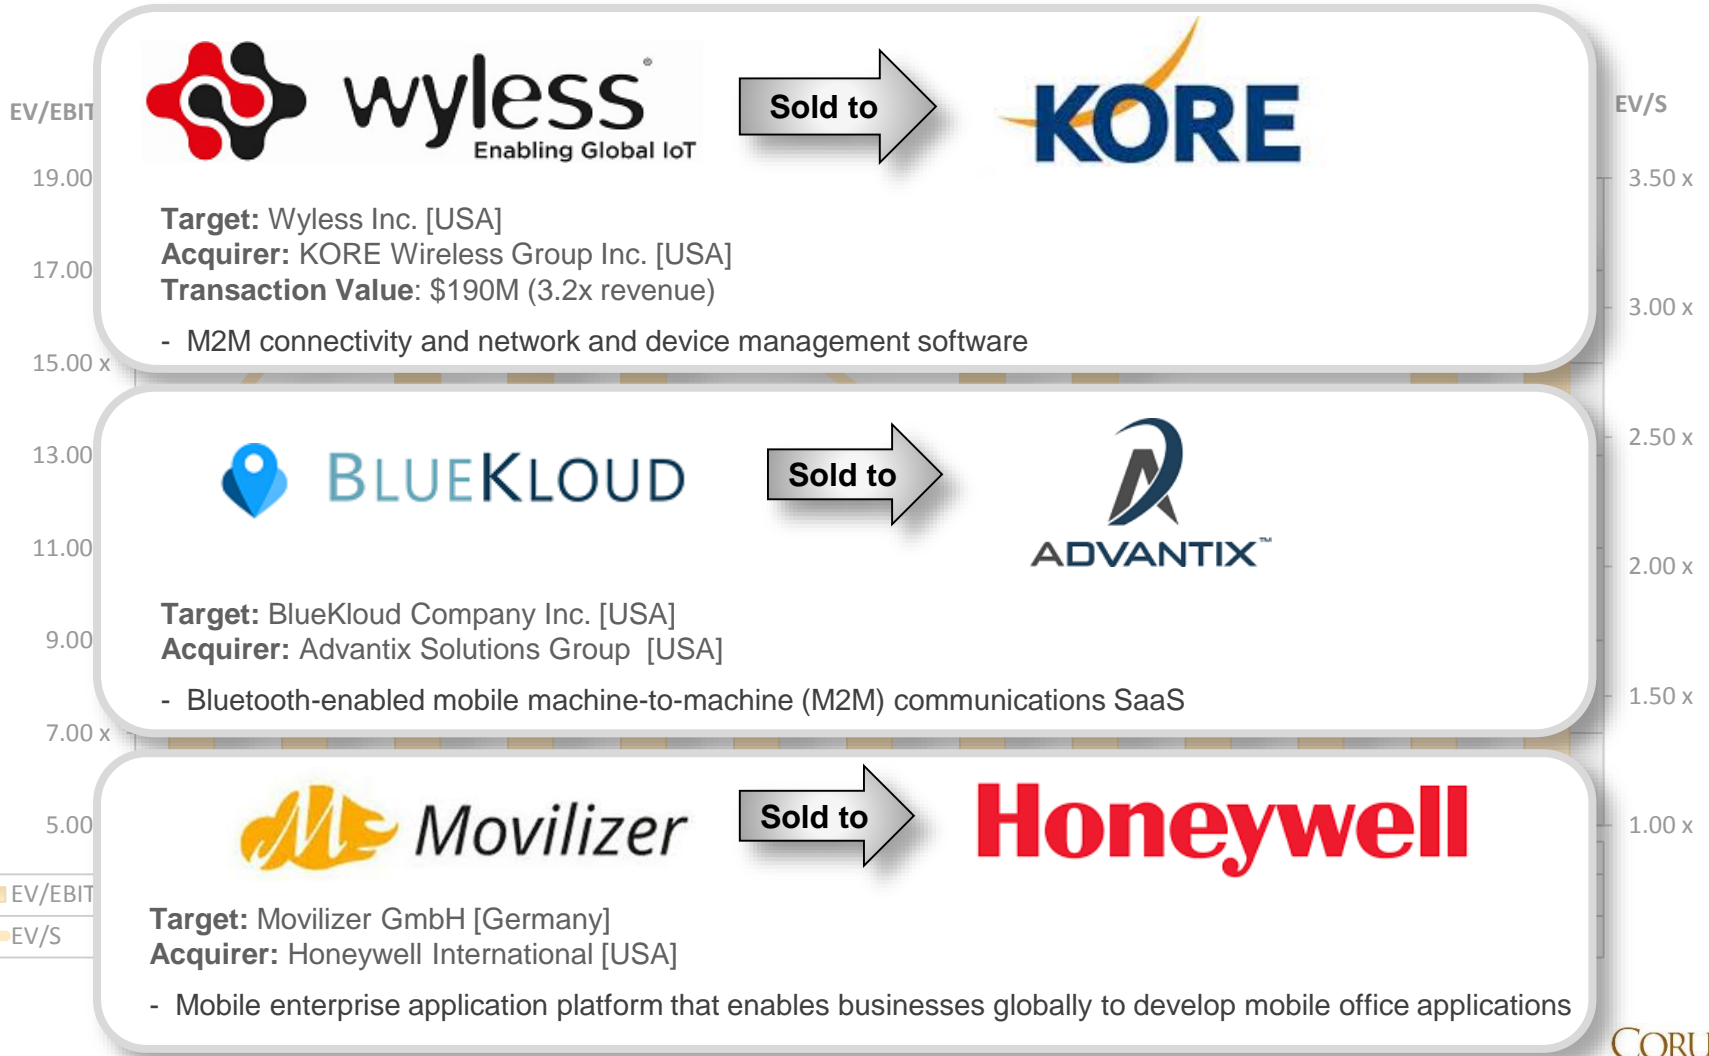 wyless®
Enabling Global IoT
Sold to
KORE
Target: Wyless Inc. [USA]
Acquirer: KORE Wireless Group Inc. [USA]
Transaction Value: $190M (3.2x revenue)
- M2M connectivity and network and device management software
BLUEKLOUD
Sold to
ADVANTIX™
Target: BlueKloud Company Inc. [USA]
Acquirer: Advantix Solutions Group [USA]
- Bluetooth-enabled mobile machine-to-machine (M2M) communications SaaS
Movilizer
Sold to
Honeywell
Target: Movilizer GmbH [Germany]
Acquirer: Honeywell International [USA]
- Mobile enterprise application platform that enables businesses globally to develop mobile office applications
EV/EBIT
19.00
17.00
15.00 x
13.00
11.00
9.00
7.00 x
5.00
EV/EBIT
EV/S
EV/S
3.50 x
3.00 x
2.50 x
2.00 x
1.50 x
1.00 x
CORU